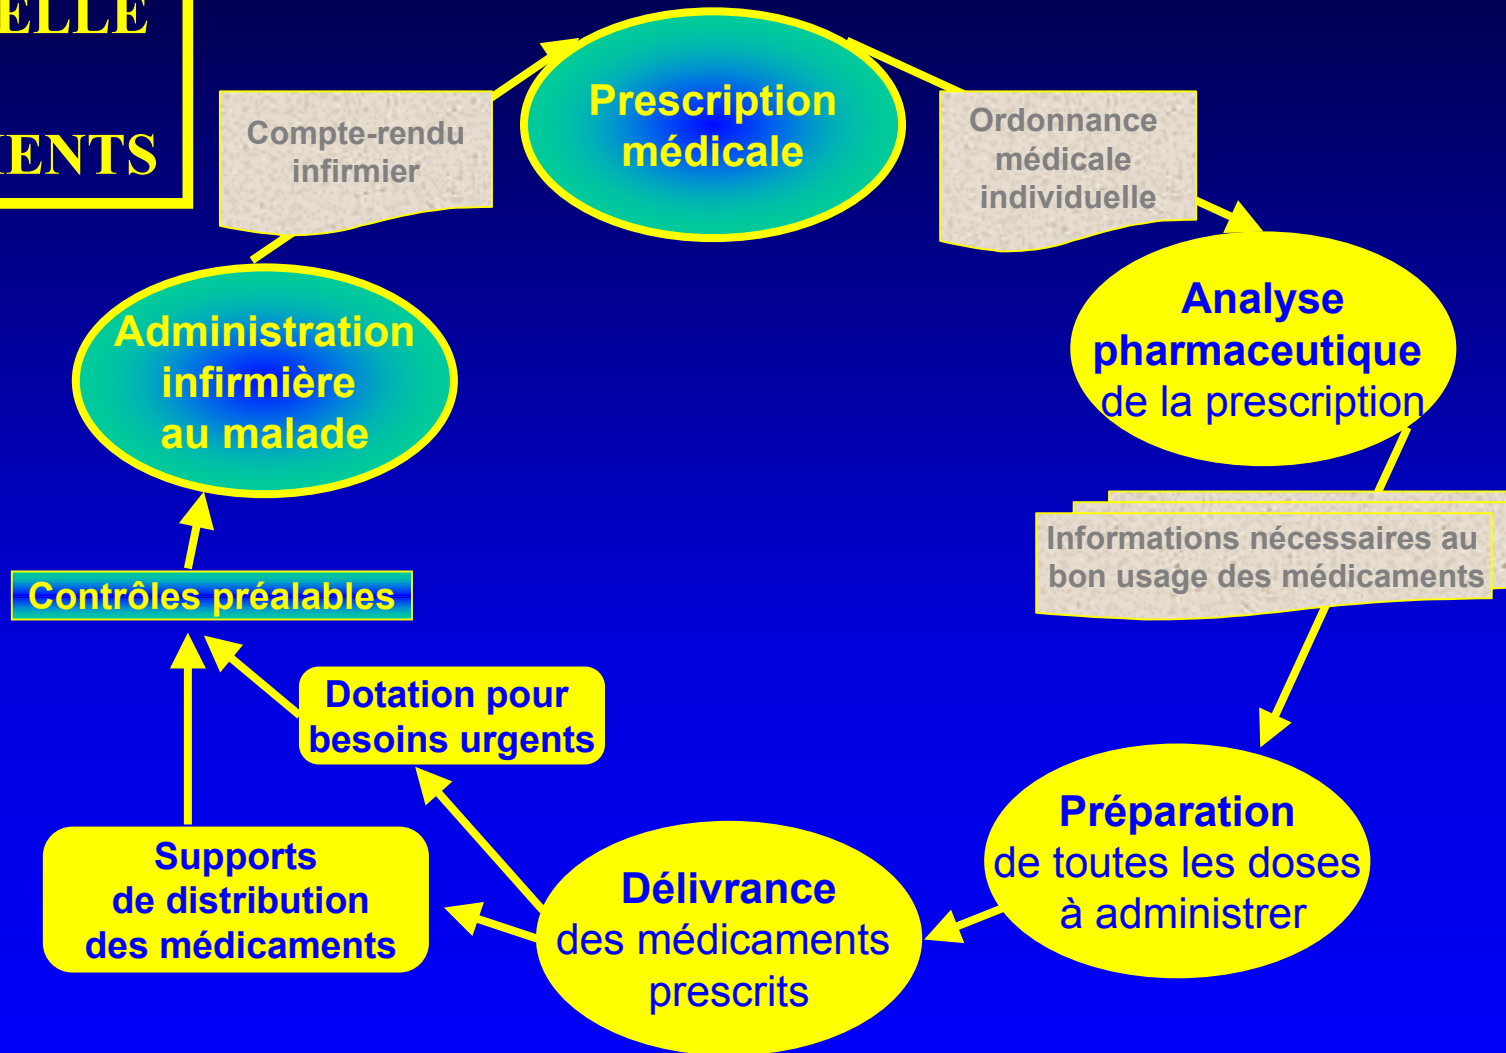 Prescription
médicale
Ordonnance
médicale
individuelle
Analyse
pharmaceutique
de la prescription
Informations nécessaires au
bon usage des médicaments
Préparation
de toutes les doses
à administrer
Délivrance
des médicaments
prescrits
Dotation pour
besoins urgents
Supports
de distribution
des médicaments
Contrôles préalables
Administration
infirmière
au malade
Compte-rendu
infirmier